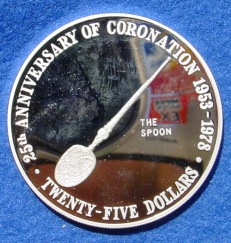 25th ANNIVERSARY OF CORONATION 1953-1978
THE
SPOON
· TWENTY-FIVE DOLLARS ·